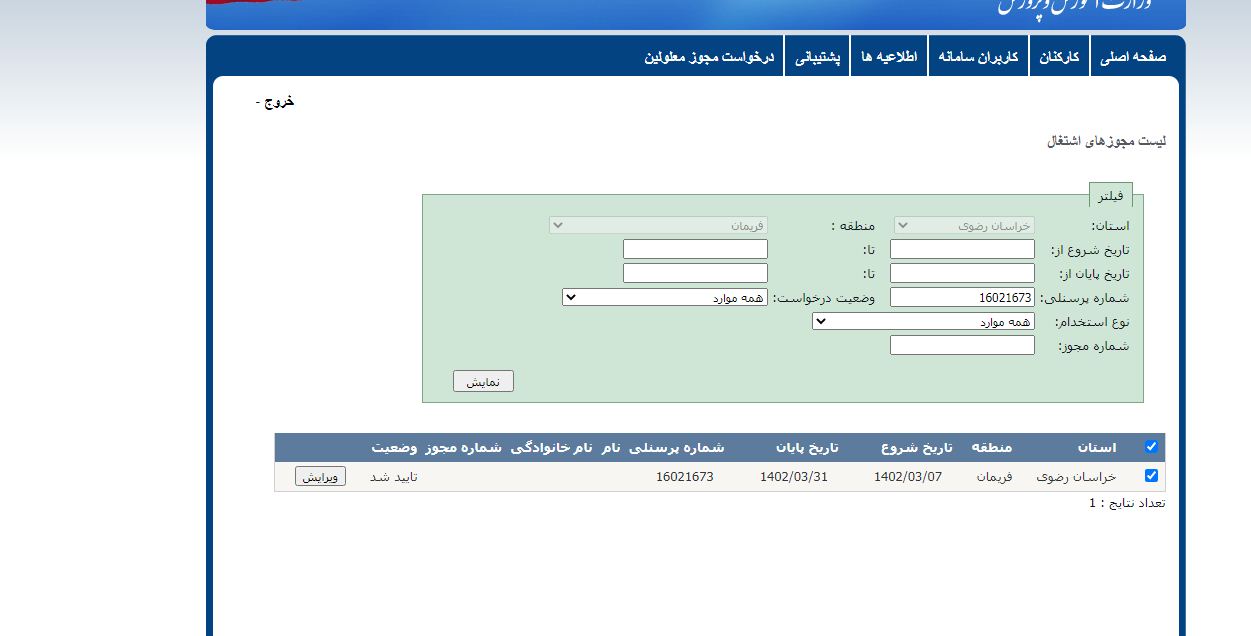 وزارت آموزش و پرورش
صفحه اصلی کارکنان کاربران سامانه اطلاعیه ها پشتیبانی درخواست مجوز معلولین
خروج -
لیست مجوزهای اشتغال
فیلتر
استان: خراسان رضوی منطقه : فریمان
تاریخ شروع از: تا:
تاریخ پایان از: تا:
شماره پرسنلی: 16021673 وضعیت درخواست: همه موارد
نوع استخدام: همه موارد
شماره مجوز:
نمایش
استان منطقه تاریخ شروع تاریخ پایان شماره پرسنلی نام نام خانوادگی شماره مجوز وضعیت
خراسان رضوی فریمان 1402/03/07 1402/03/31 16021673 تایید شد ویرایش
تعداد نتایج : 1